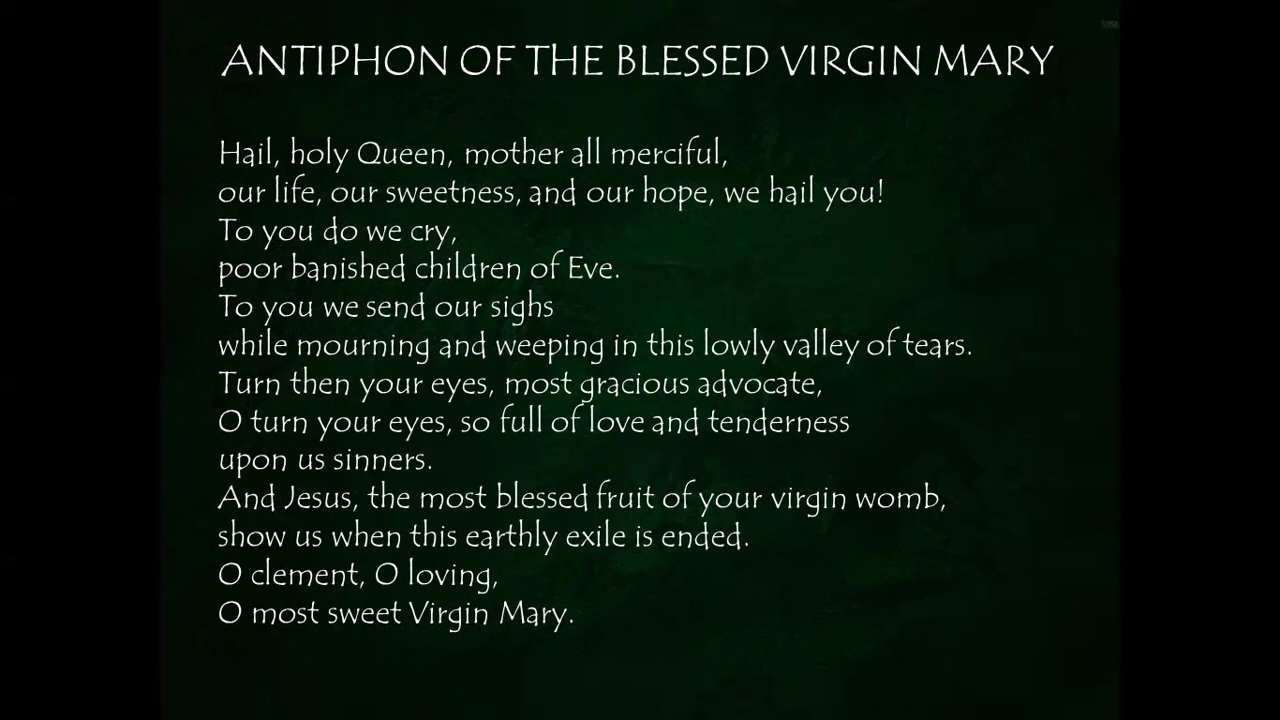 ANTIPHON OF THE BLESSED VIRGIN MARY
Hail, holy Queen, mother all merciful,
our life, our sweetness, and our hope, we hail you!
To you do we cry,
poor banished children of Eve.
To you we send our sighs
while mourning and weeping in this lowly valley of tears.
Turn then your eyes, most gracious advocate,
O turn your eyes, so full of love and tenderness
upon us sinners.
And Jesus, the most blessed fruit of your virgin womb,
show us when this earthly exile is ended.
O clement, O loving,
O most sweet Virgin Mary.